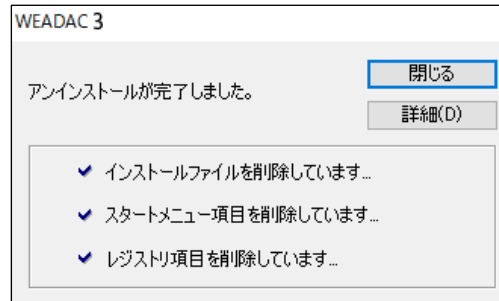 WEADAC 3
閉じる
アンインストールが完了しました。
詳細(D)
インストールファイルを削除しています...
スタートメニュー項目を削除しています...
レジストリ項目を削除しています...